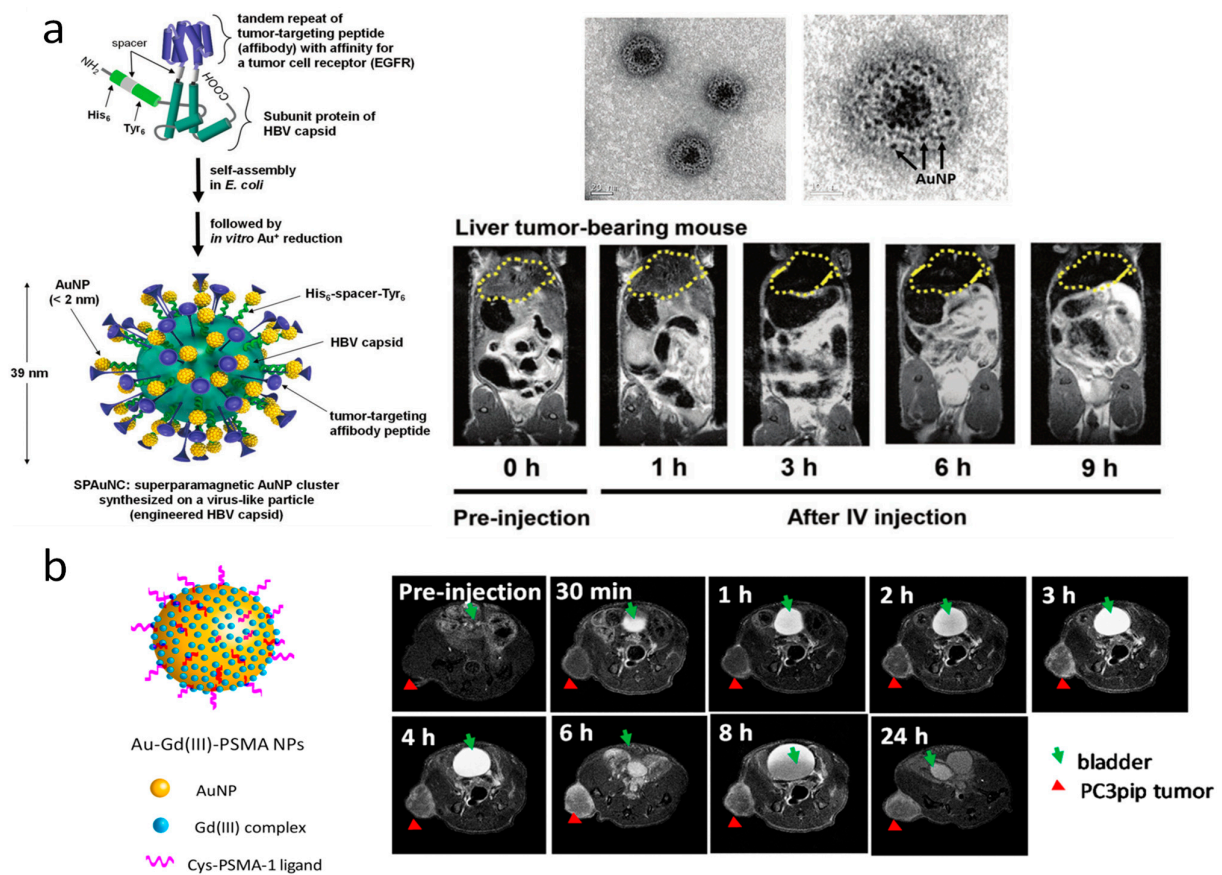 a
tandem repeat of
tumor-targeting peptide
(affibody) with affinity for
a tumor cell receptor (EGFR)
spacer
NH2
HOOC
His6
Tyr6
Subunit protein of
HBV capsid
self-assembly
in E. coli
followed by
in vitro Au+ reduction
AuNP
(< 2 nm)
His6-spacer-Tyr6
HBV capsid
39 nm
tumor-targeting
affibody peptide
SPAuNC: superparamagnetic AuNP cluster
synthesized on a virus-like particle
(engineered HBV capsid)
AuNP
Liver tumor-bearing mouse
0 h
1 h
3 h
6 h
9 h
Pre-injection
After IV injection
b
Au-Gd(III)-PSMA NPs
AuNP
Gd(III) complex
Cys-PSMA-1 ligand
Pre-injection
30 min
1 h
2 h
3 h
4 h
6 h
8 h
24 h
bladder
PC3pip tumor